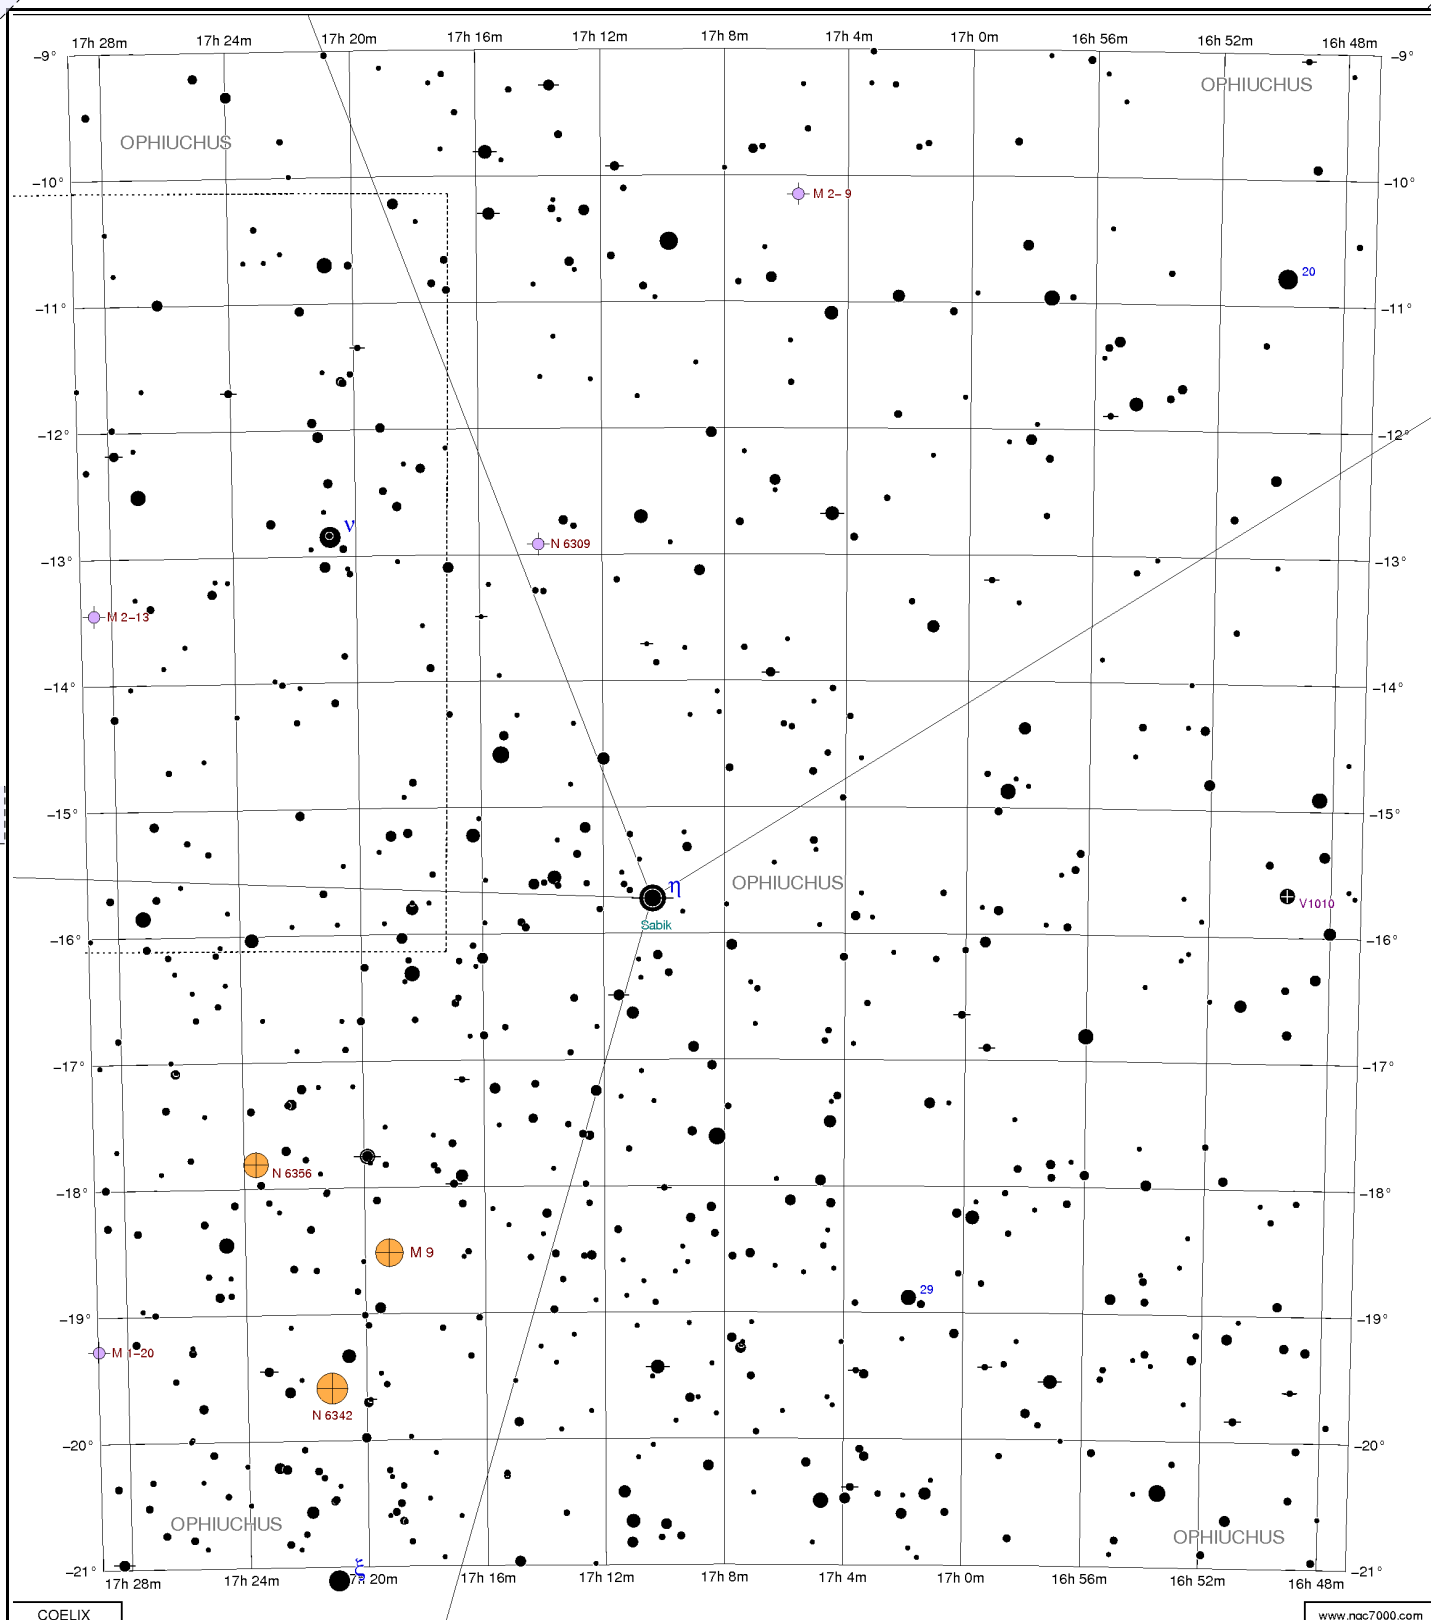 17h 28m 17h 24m 17h 20m 17h 16m 17h 12m 17h 8m 17h 4m 17h 0m 16h 56m 16h 52m 16h 48m
−9° −9°
OPHIUCHUS
OPHIUCHUS
−10° −10°
M 2−9
20
−11° −11°
−12° −12°
ν
N 6309
−13° −13°
M 2−13
−14° −14°
−15° −15°
η OPHIUCHUS
V1010
Sabik
−16° −16°
−17° −17°
N 6356
−18° −18°
M 9
29
−19° −19°
M 1−20
N 6342
−20° −20°
OPHIUCHUS OPHIUCHUS
−21° −21°
ξ
17h 28m 17h 24m 17h 20m 17h 16m 17h 12m 17h 8m 17h 4m 17h 0m 16h 56m 16h 52m 16h 48m
COELIX www.ngc7000.com